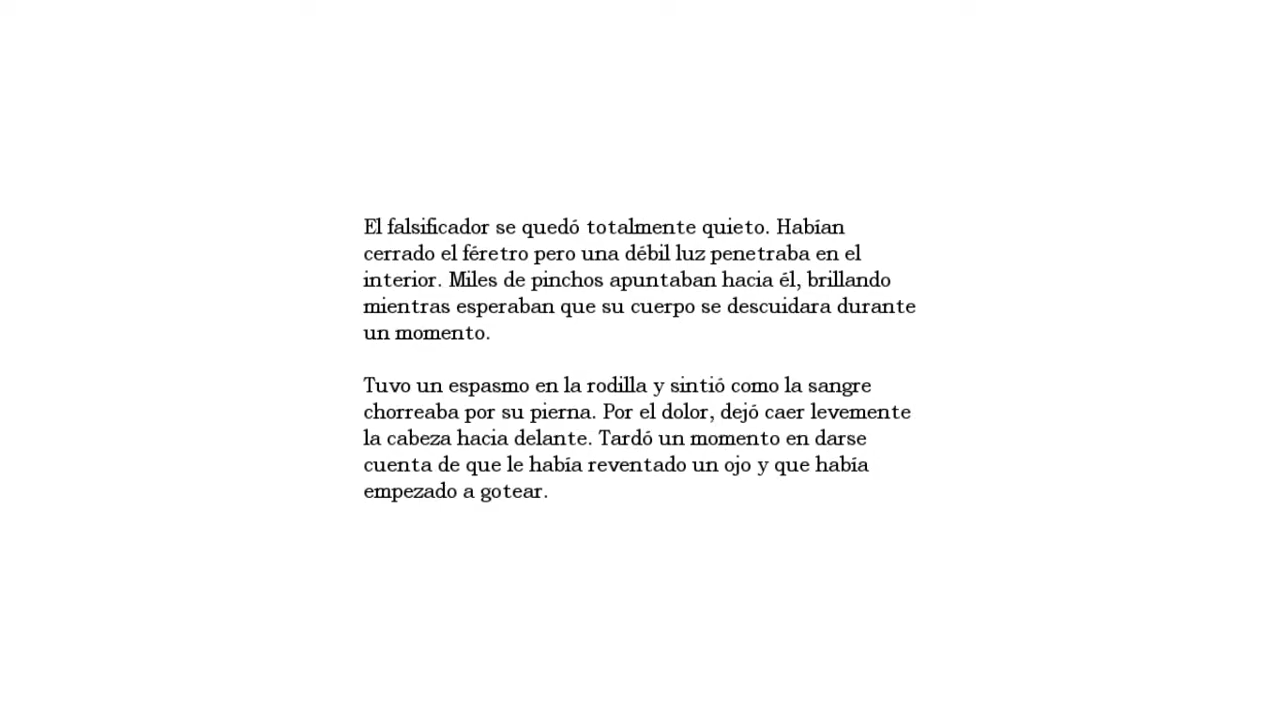 El falsificador se quedó totalmente quieto. Habían
cerrado el féretro pero una débil luz penetraba en el
interior. Miles de pinchos apuntaban hacia él, brillando
mientras esperaban que su cuerpo se descuidara durante
un momento.
Tuvo un espasmo en la rodilla y sintió como la sangre
chorreaba por su pierna. Por el dolor, dejó caer levemente
la cabeza hacia delante. Tardó un momento en darse
cuenta de que le había reventado un ojo y que había
empezado a gotear.